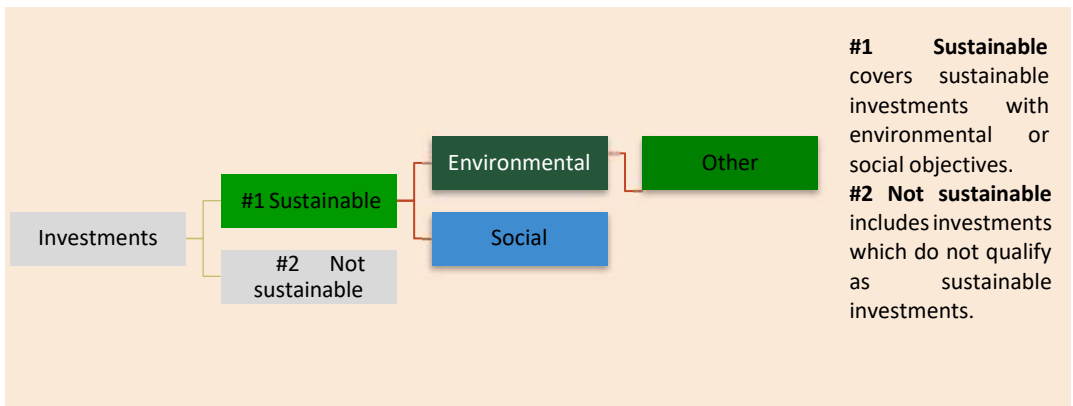 Investments
#1 Sustainable
#2 Not
sustainable
Environmental
Social
Other
#1 Sustainable
covers sustainable
investments with
environmental or
social objectives.
#2 Not sustainable
includes investments
which do not qualify
as sustainable
investments.